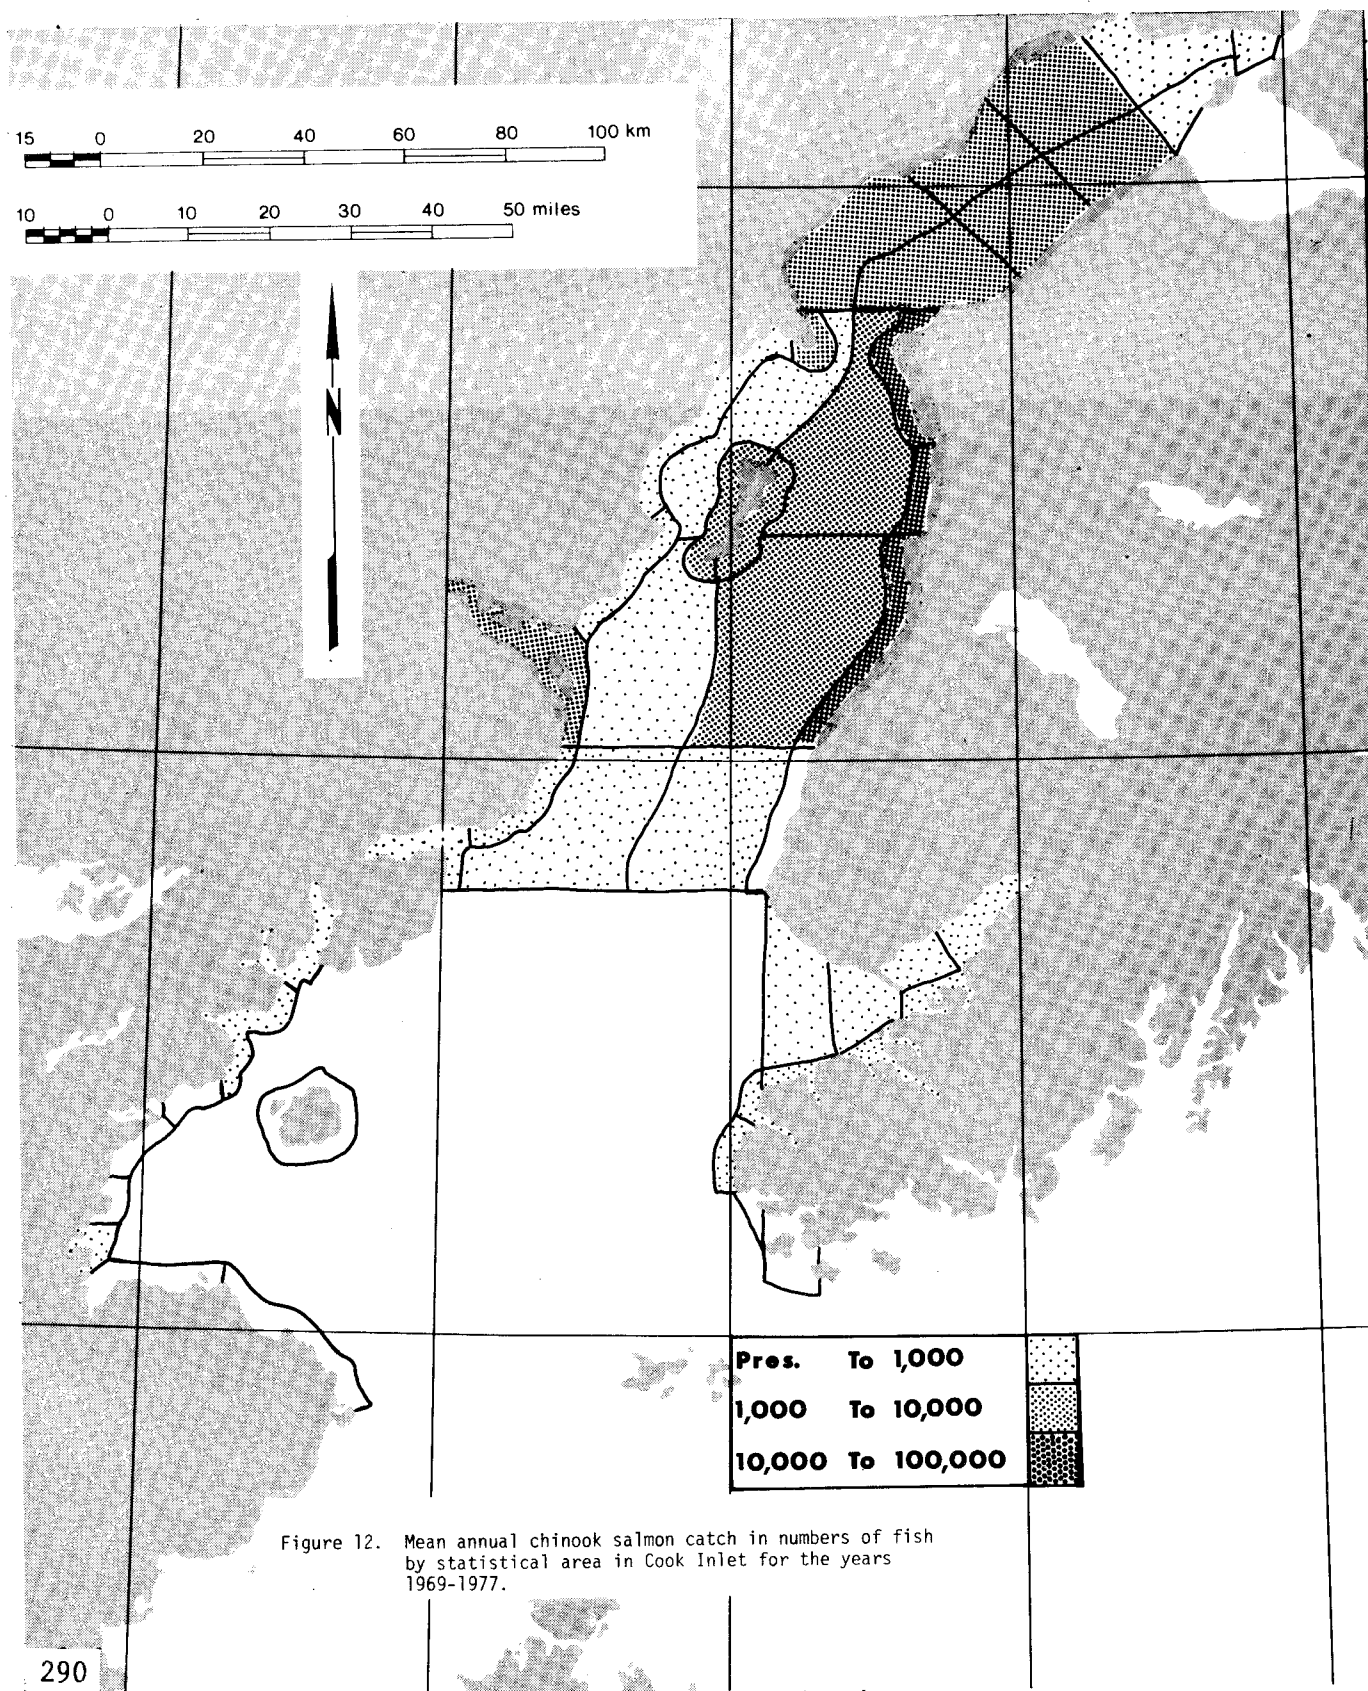 15 0 20 40 60 80 100 km
10 0 10 20 30 40 50 miles
N
Pres. To 1,000
1,000 To 10,000
10,000 To 100,000
Figure 12. Mean annual chinook salmon catch in numbers of fish
by statistical area in Cook Inlet for the years
1969-1977.
290